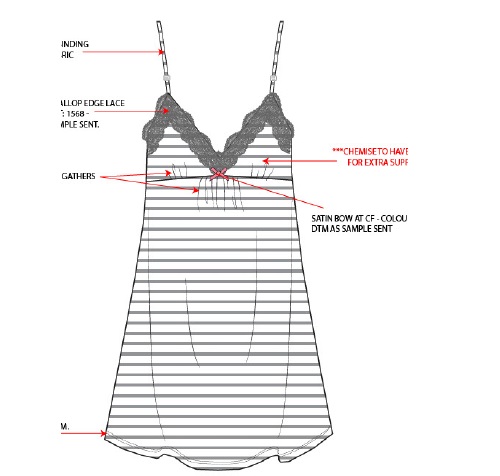 INDING
RIC
ALLOP EDGE LACE
: 1568 -
MPLE SENT.
***CHEMISE TO HAVE
FOR EXTRA SUPP
GATHERS
SATIN BOW AT CF - COLOU
DTM AS SAMPLE SENT
M.